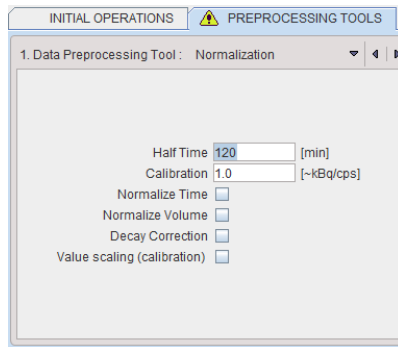 INITIAL OPERATIONS PREPROCESSING TOOLS
1. Data Preprocessing Tool : Normalization
Half Time 120 [min]
Calibration 1.0 [~kBq/cps]
Normalize Time
Normalize Volume
Decay Correction
Value scaling (calibration)